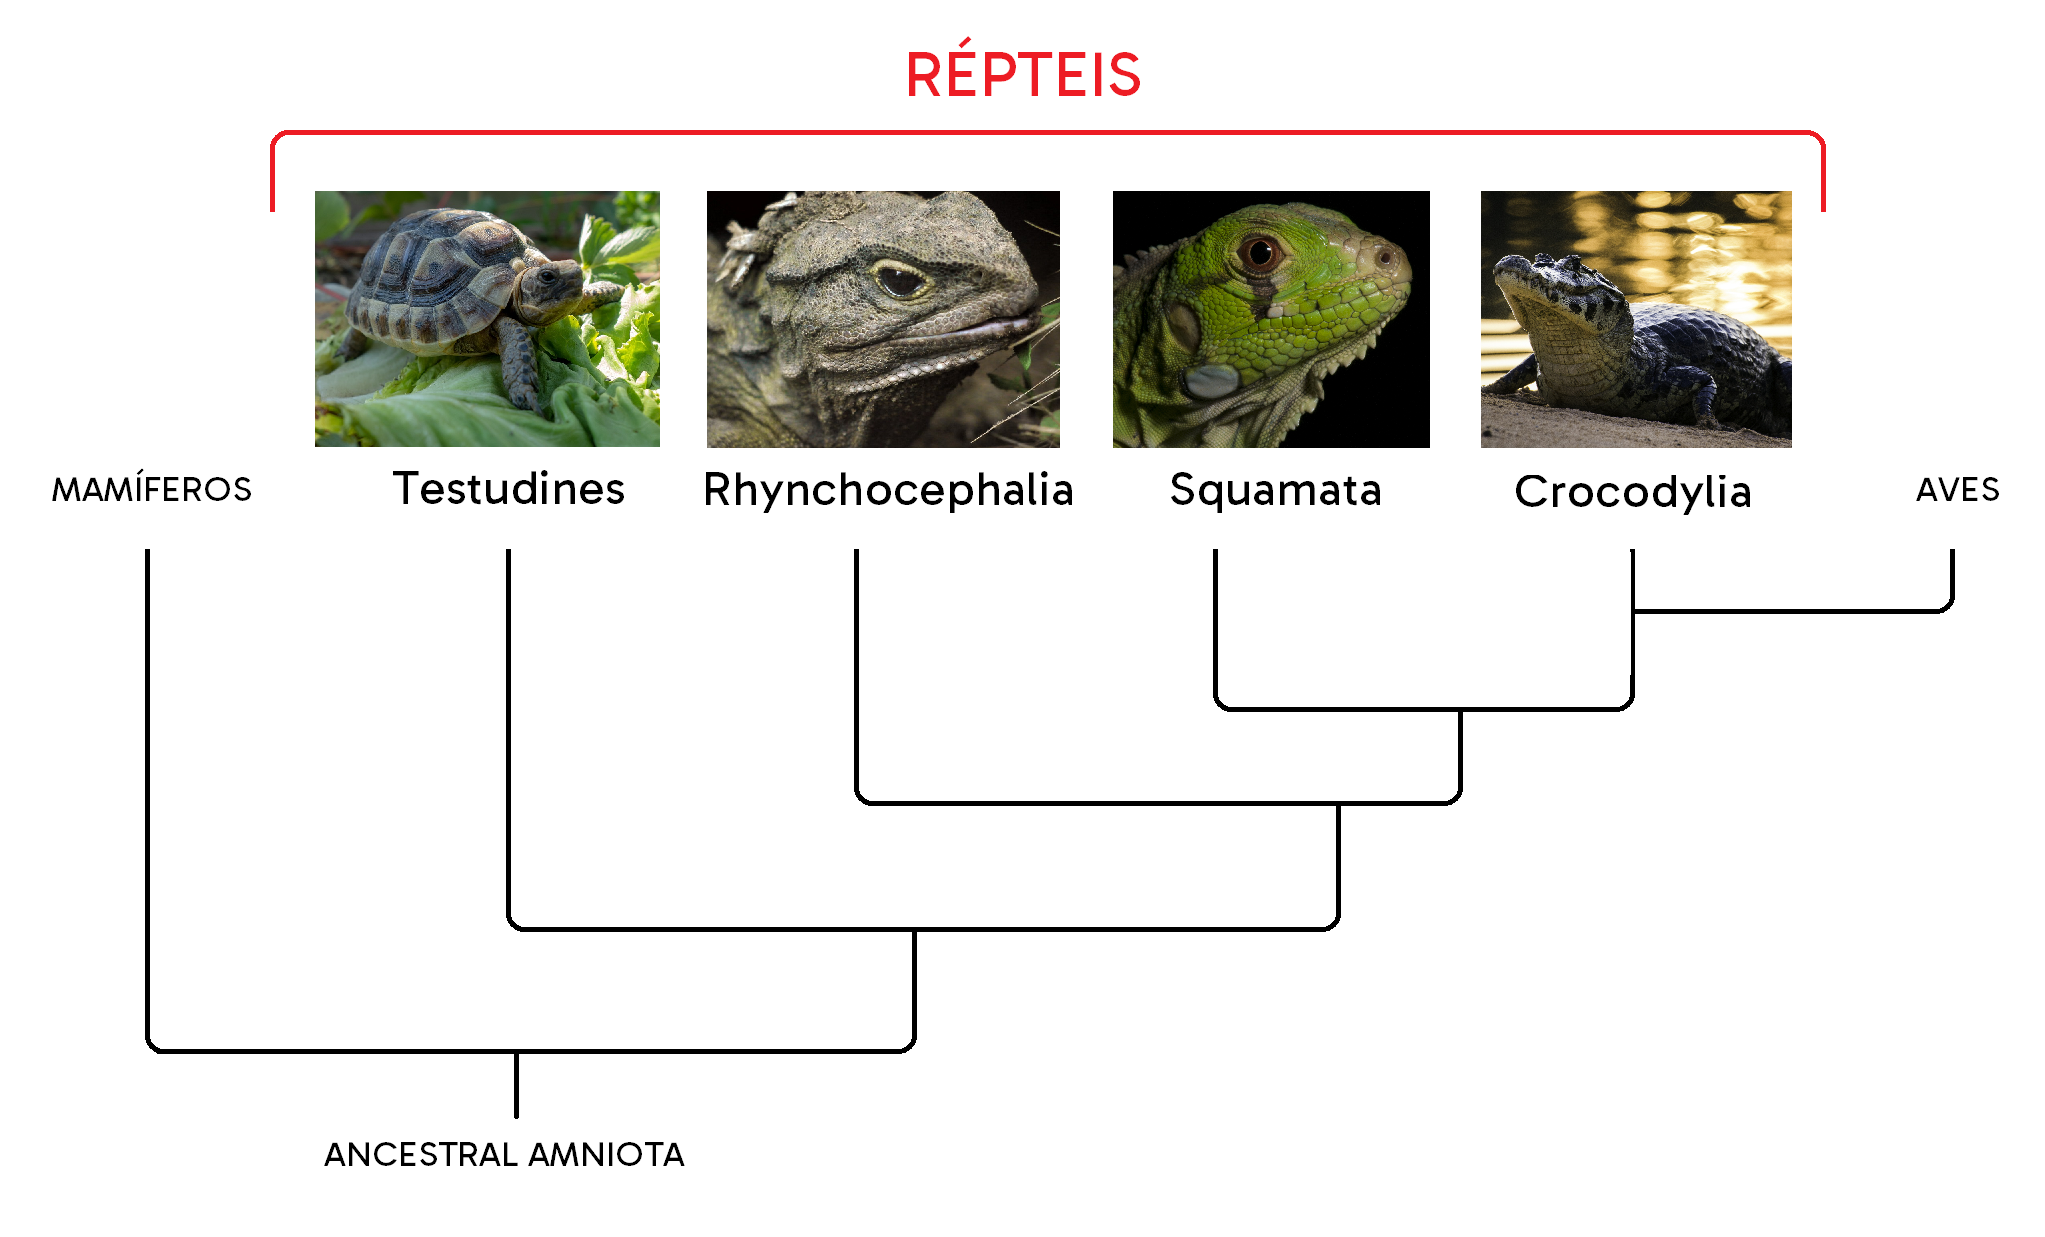 RÉPTEIS
MAMÍFEROS
Testudines
Rhynchocephalia
Squamata
Crocodylia
AVES
ANCESTRAL AMNIOTA